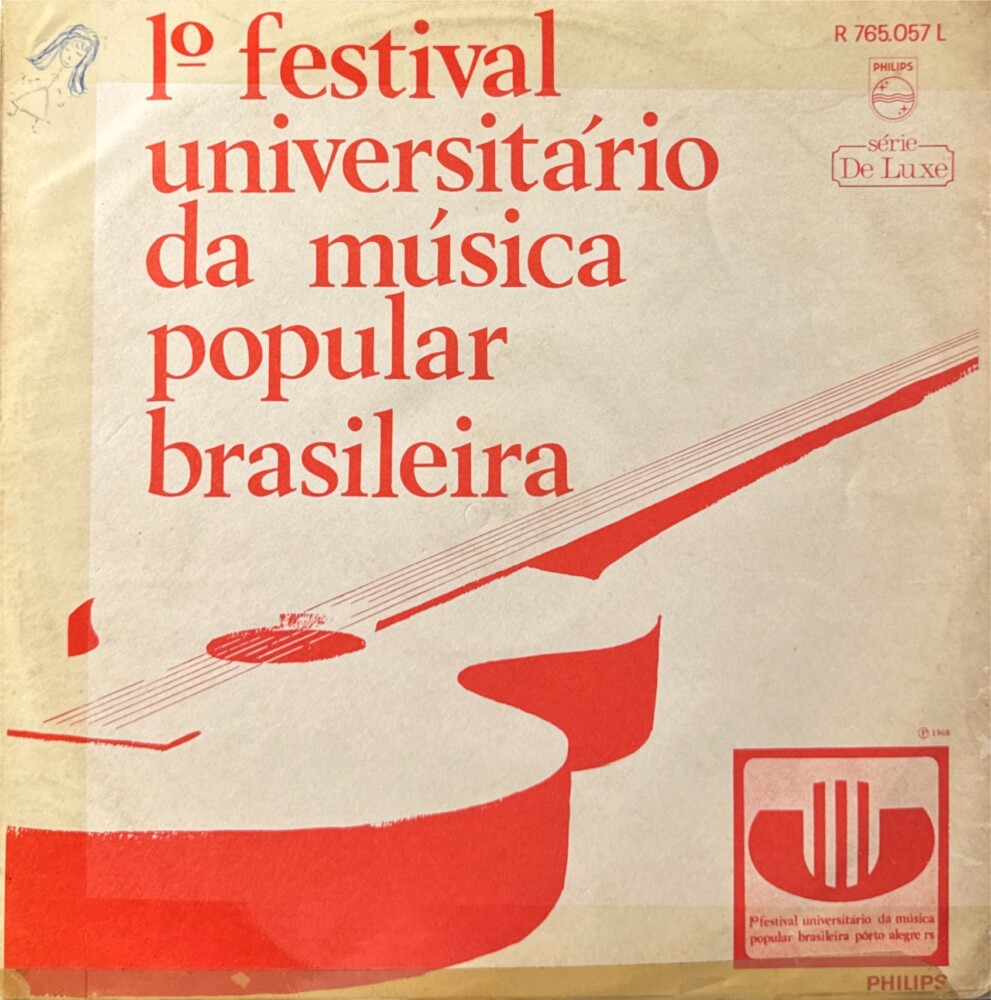 1º festival
universitário
da música
popular
brasileira
R 765.057 L
PHILIPS
série
De Luxe
℗ 1968
1º festival universitário da música
popular brasileira pôrto alegre rs
PHILIPS